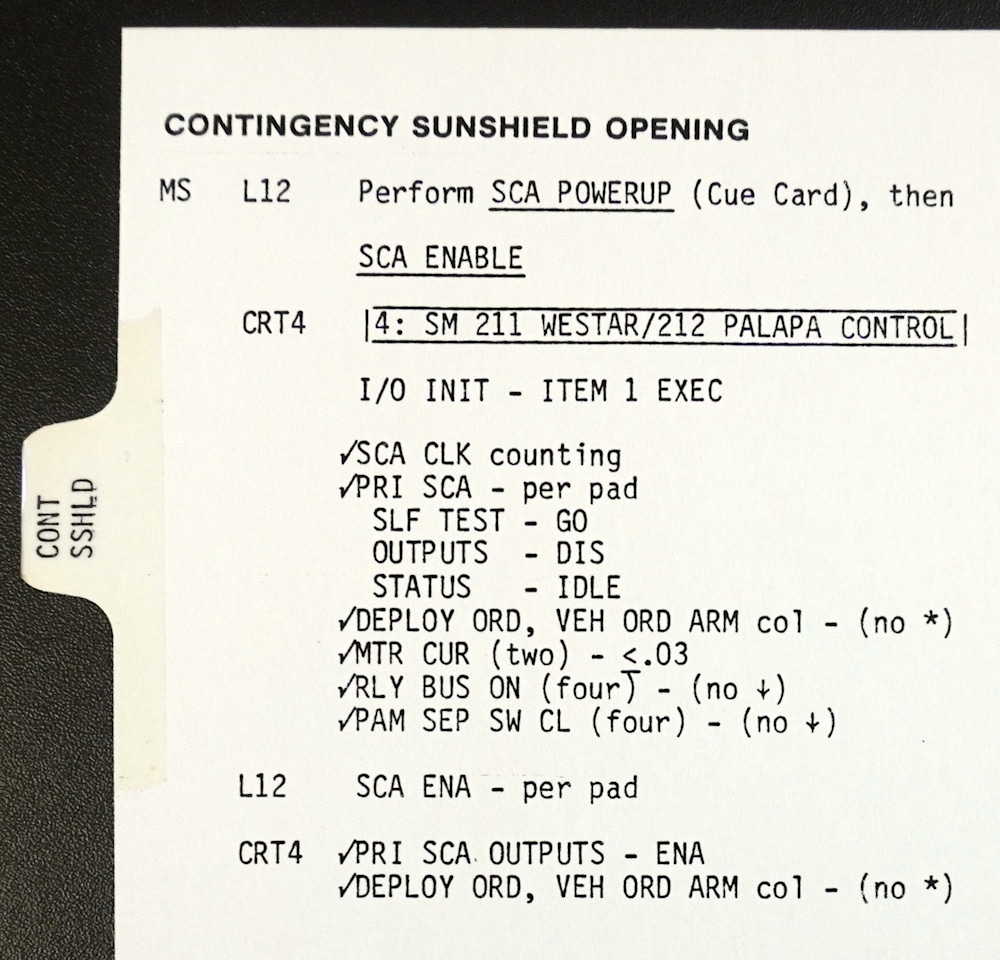 CONTINGENCY SUNSHIELD OPENING
MS L12 Perform SCA POWERUP (Cue Card), then
SCA ENABLE
CRT4 |4: SM 211 WESTAR/212 PALAPA CONTROL|
I/O INIT - ITEM 1 EXEC
✓SCA CLK counting
✓PRI SCA - per pad
SLF TEST - GO
OUTPUTS - DIS
STATUS - IDLE
✓DEPLOY ORD, VEH ORD ARM col - (no *)
✓MTR CUR (two) - ≤.03
✓RLY BUS ON (four) - (no ↓)
✓PAM SEP SW CL (four) - (no ↓)
L12 SCA ENA - per pad
CRT4 ✓PRI SCA OUTPUTS - ENA
✓DEPLOY ORD, VEH ORD ARM col - (no *)
CONT
SSHLD